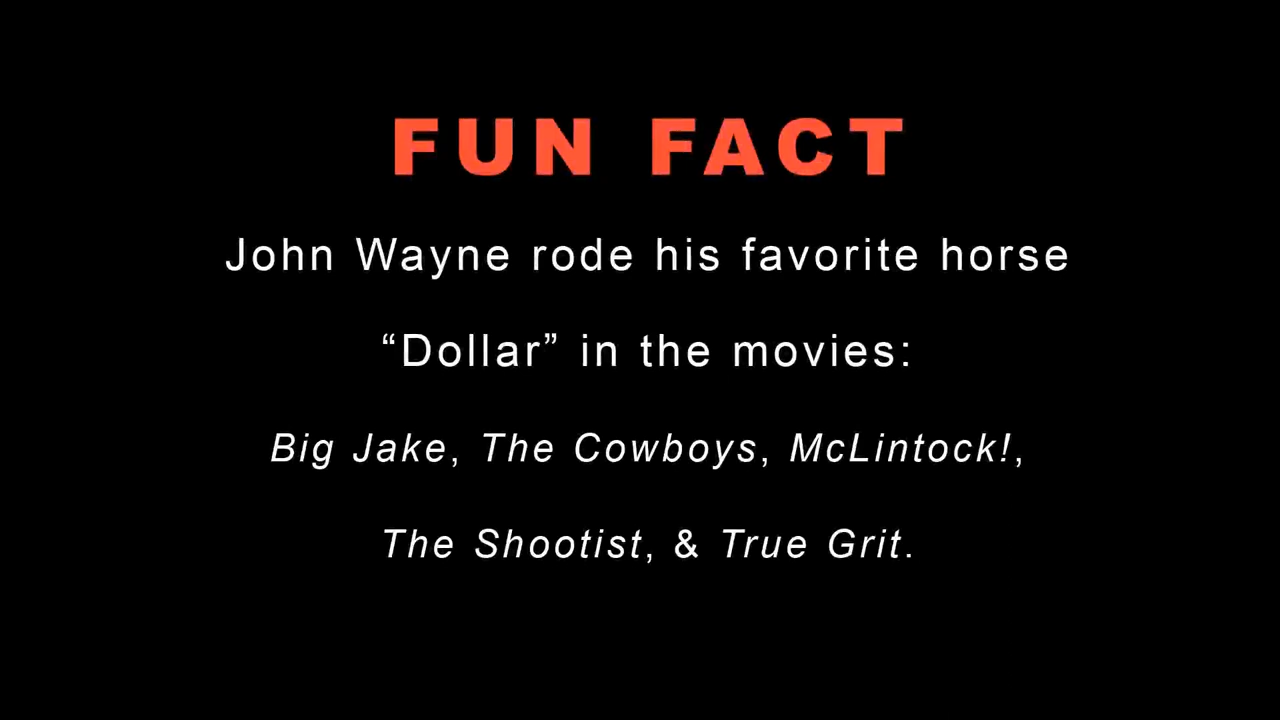 FUN FACT
John Wayne rode his favorite horse
“Dollar” in the movies:
Big Jake, The Cowboys, McLintock!,
The Shootist, & True Grit.